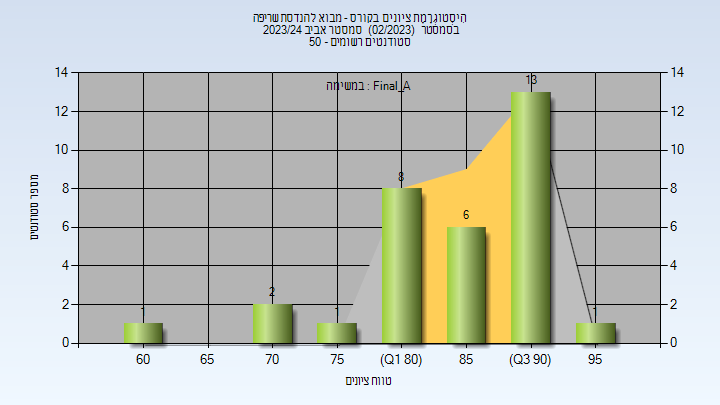 הִיסְטוֹגְרָמַת ציונים בקורס - מבוא להנדסת שריפה
בסמסטר (02/2023) סמסטר אביב 2023/24
סטודנטים רשומים - 50
במשימה : Final_A
מספר סטודנטים
14 12 10 8 6 4 2 0
1 2 1 8 6 13 1
14 12 10 8 6 4 2 0
60 65 70 75 (Q1 80) 85 (Q3 90) 95
טווח ציונים